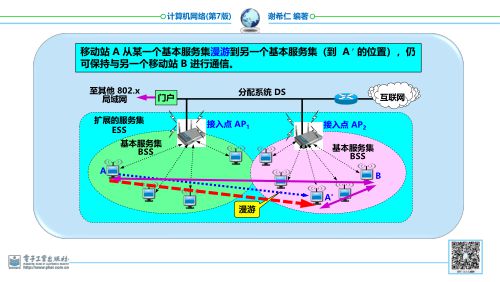 计算机网络(第7版)
谢希仁 编著
移动站 A 从某一个基本服务集漫游到另一个基本服务集（到 A′的位置），仍
可保持与另一个移动站 B 进行通信。
至其他 802.x
局域网
门户
分配系统 DS
互联网
扩展的服务集
ESS
接入点 AP1
接入点 AP2
基本服务集
BSS
基本服务集
BSS
A
B
A'
漫游
电子工业出版社
http://www.phei.com.cn